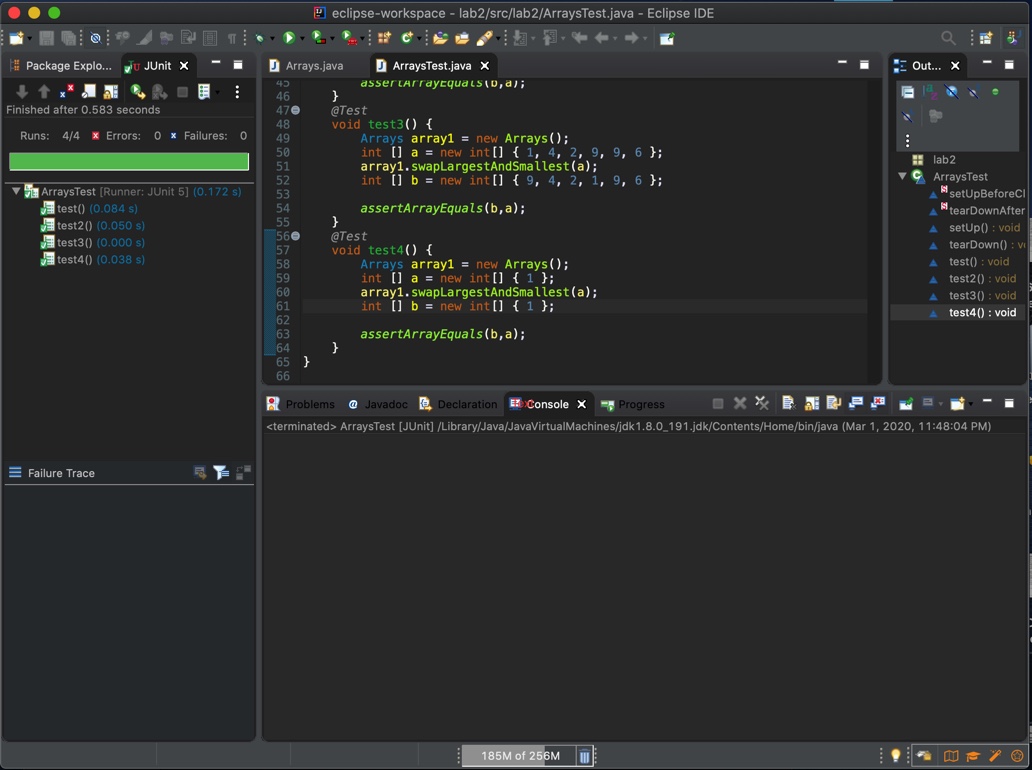 eclipse-workspace - lab2/src/lab2/ArraysTest.java - Eclipse IDE
Package Explo...
JUnit
Finished after 0.583 seconds
Runs: 4/4 Errors: 0 Failures: 0
ArraysTest [Runner: JUnit 5] (0.172 s)
test() (0.084 s)
test2() (0.050 s)
test3() (0.000 s)
test4() (0.038 s)
Failure Trace
Arrays.java
ArraysTest.java
45 assertArrayEquals(b,a);
46 }
47 @Test
48 void test3() {
49 Arrays array1 = new Arrays();
50 int [] a = new int[] { 1, 4, 2, 9, 9, 6 };
51 array1.swapLargestAndSmallest(a);
52 int [] b = new int[] { 9, 4, 2, 1, 9, 6 };
53
54 assertArrayEquals(b,a);
55 }
56 @Test
57 void test4() {
58 Arrays array1 = new Arrays();
59 int [] a = new int[] { 1 };
60 array1.swapLargestAndSmallest(a);
61 int [] b = new int[] { 1 };
62
63 assertArrayEquals(b,a);
64 }
65 }
66
Out...
lab2
ArraysTest
setUpBeforeCl
tearDownAfter
setUp() : void
tearDown() : v
test() : void
test2() : void
test3() : void
test4() : void
Problems
@ Javadoc
Declaration
Console
Progress
<terminated> ArraysTest [JUnit] /Library/Java/JavaVirtualMachines/jdk1.8.0_191.jdk/Contents/Home/bin/java (Mar 1, 2020, 11:48:04 PM)
185M of 256M